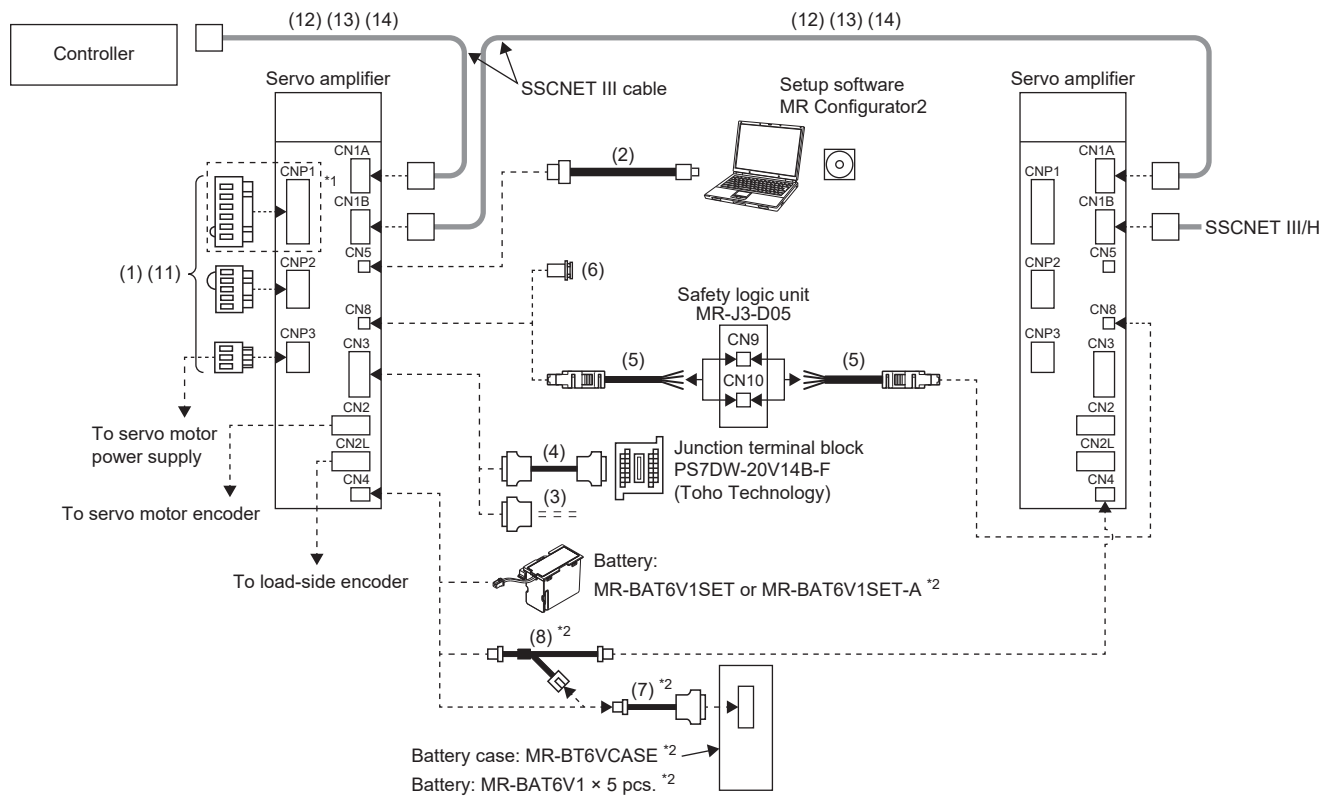 (12) (13) (14)
(12) (13) (14)
Controller
Servo amplifier
SSCNET III cable
Setup software
MR Configurator2
Servo amplifier
CN1A
CNP1
*1
(2)
CN1B
CN5
(1) (11)
CNP2
(6)
CN8
CNP3
CN3
Safety logic unit
MR-J3-D05
CN9
CN10
(5)
(5)
CN1A
CNP1
CN1B
SSCNET III/H
CN5
CNP2
CN8
CNP3
CN3
CN2
CN2L
CN4
CN2
CN2L
CN4
To servo motor
power supply
(4)
Junction terminal block
PS7DW-20V14B-F
(Toho Technology)
(3)
To servo motor encoder
To load-side encoder
Battery:
MR-BAT6V1SET or MR-BAT6V1SET-A *2
(8) *2
(7) *2
Battery case: MR-BT6VCASE *2
Battery: MR-BAT6V1 × 5 pcs. *2